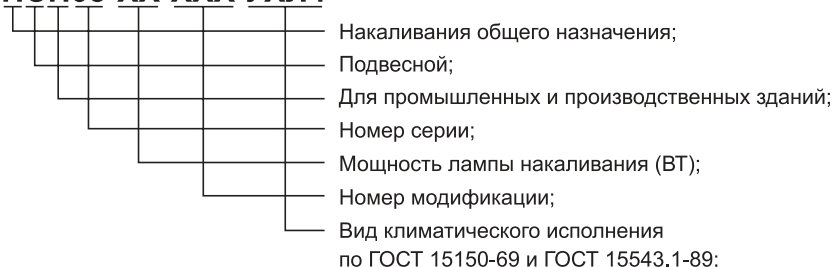 Накаливания общего назначения;
Подвесной;
Для промышленных и производственных зданий;
Номер серии;
Мощность лампы накаливания (ВТ);
Номер модификации;
Вид климатического исполнения
по ГОСТ 15150-69 и ГОСТ 15543.1-89;